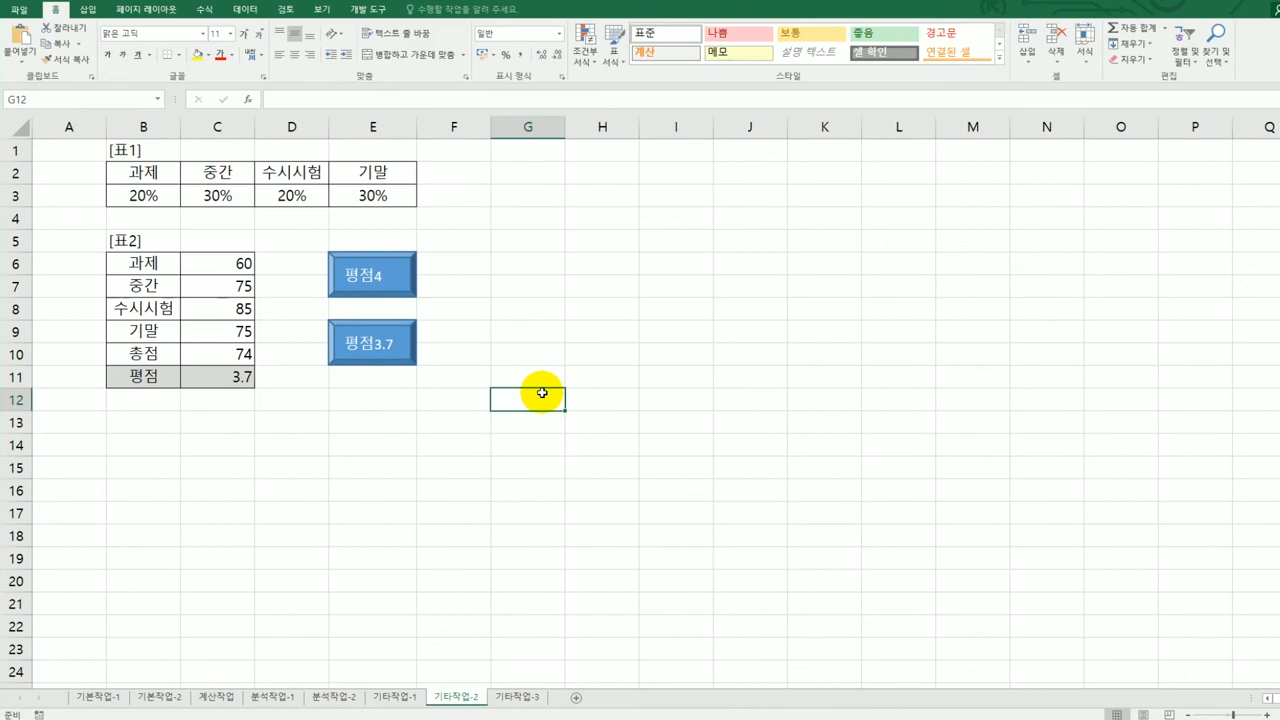 파일 홈 삽입 페이지 레이아웃 수식 데이터 검토 보기 개발 도구 수행할 작업을 알려 주세요.
붙여넣기
잘라내기
복사
서식 복사
클립보드
맑은 고딕 11
가 가 가
글꼴
텍스트 줄 바꿈
병합하고 가운데 맞춤
맞춤
일반
표시 형식
조건부 서식
표 서식
표준 나쁨 보통 좋음 경고문
계산 메모 설명 텍스트 셀 확인 연결된 셀
스타일
삽입 삭제 서식
셀
자동 합계
채우기
지우기
정렬 및 필터
찾기 및 선택
편집
G12 fx
A B C D E F G H I J K L M N O P Q
1 [표1]
2 과제 중간 수시시험 기말
3 20% 30% 20% 30%
4
5 [표2]
6 과제 60
평점4
7 중간 75
8 수시시험 85
9 기말 75
평점3.7
10 총점 74
11 평점 3.7
12
13
14
15
16
17
18
19
20
21
22
23
24
기본작업-1 기본작업-2 계산작업 분석작업-1 분석작업-2 기타작업-1 기타작업-2 기타작업-3
준비